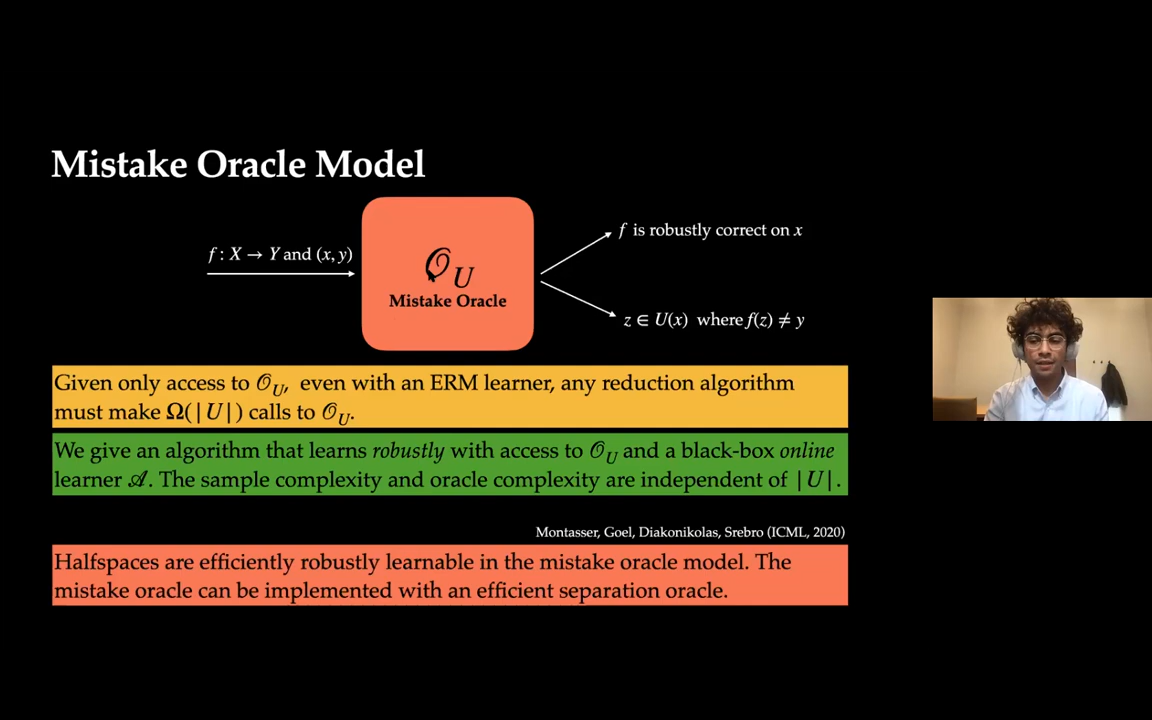 Mistake Oracle Model
f : X → Y and (x, y)
𝒪_U
Mistake Oracle
f is robustly correct on x
z ∈ U(x) where f(z) ≠ y
Given only access to 𝒪_U, even with an ERM learner, any reduction algorithm
must make Ω(|U|) calls to 𝒪_U.
We give an algorithm that learns robustly with access to 𝒪_U and a black-box online
learner 𝒜. The sample complexity and oracle complexity are independent of |U|.
Montasser, Goel, Diakonikolas, Srebro (ICML, 2020)
Halfspaces are efficiently robustly learnable in the mistake oracle model. The
mistake oracle can be implemented with an efficient separation oracle.